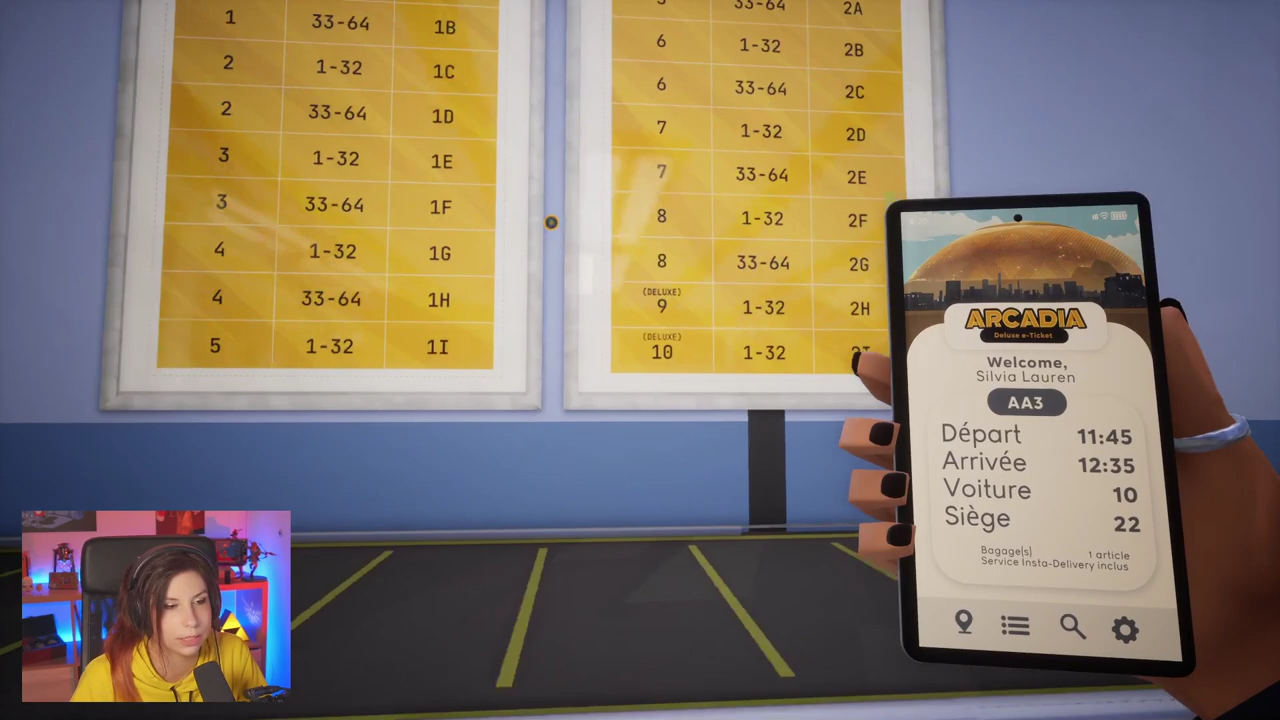 1 33-64 1B
2 1-32 1C
2 33-64 1D
3 1-32 1E
3 33-64 1F
4 1-32 1G
4 33-64 1H
5 1-32 1I
33-64 2A
6 1-32 2B
6 33-64 2C
7 1-32 2D
7 33-64 2E
8 1-32 2F
8 33-64 2G
(DELUXE)
9 1-32 2H
(DELUXE)
10 1-32
ARCADIA
Deluxe e-Ticket
Welcome,
Silvia Lauren
AA3
Départ 11:45
Arrivée 12:35
Voiture 10
Siège 22
Bagage(s) 1 article
Service Insta-Delivery inclus